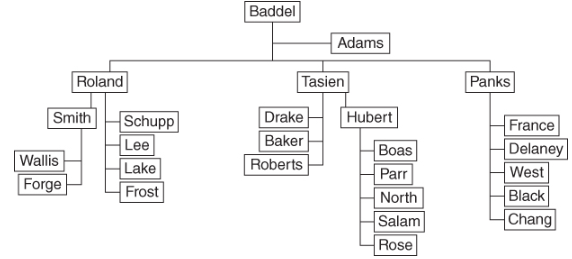 Baddel
Adams
Roland
Tasien
Panks
Smith
Schupp
Lee
Lake
Frost
Wallis
Forge
Drake
Baker
Roberts
Hubert
Boas
Parr
North
Salam
Rose
France
Delaney
West
Black
Chang